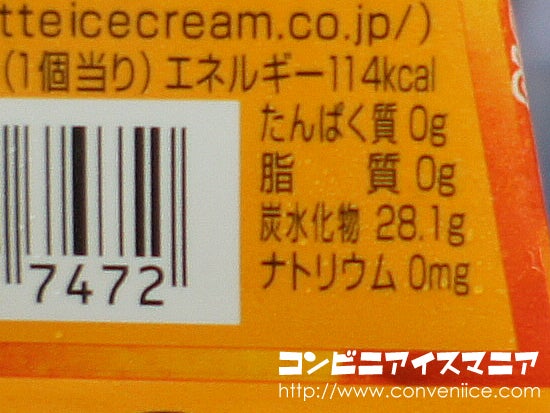 tteicecream.co.jp/)
(1個当り) エネルギー114kcal
たんぱく質 0g
脂 質 0g
炭水化物 28.1g
ナトリウム 0mg
7472
コンビニアイスマニア
http://www.conveniice.com/